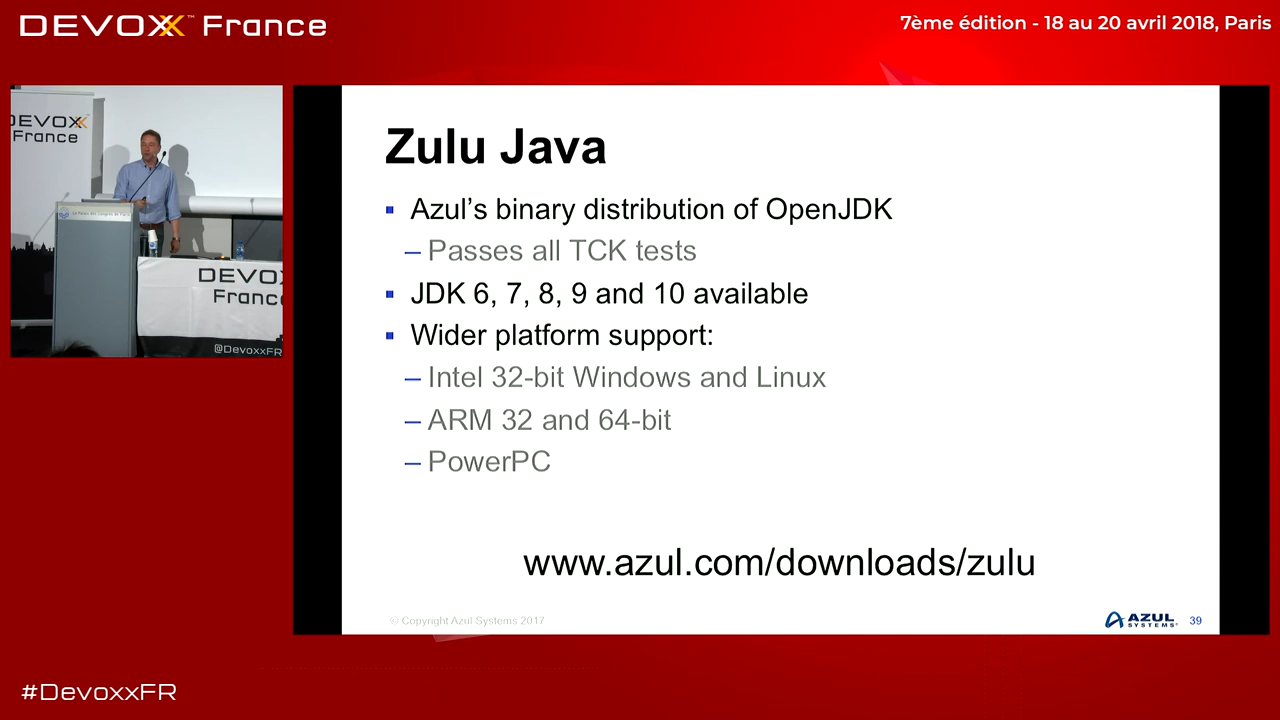 DEVOXX™ France
7ème édition - 18 au 20 avril 2018, Paris
DEVOXX
France
DEVOX
France
@DevoxxFR
Zulu Java
▪ Azul’s binary distribution of OpenJDK
– Passes all TCK tests
▪ JDK 6, 7, 8, 9 and 10 available
▪ Wider platform support:
– Intel 32-bit Windows and Linux
– ARM 32 and 64-bit
– PowerPC
www.azul.com/downloads/zulu
© Copyright Azul Systems 2017
AZUL
SYSTEMS
39
#DevoxxFR